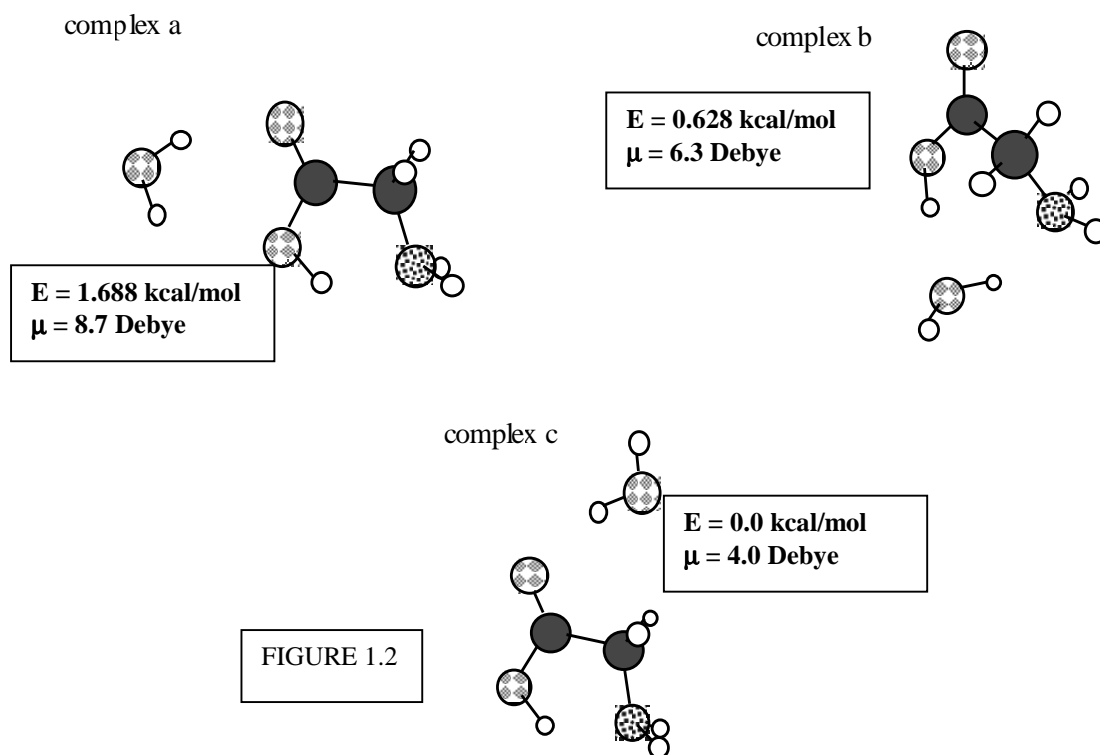 complex a
complex b
E = 0.628 kcal/mol
μ = 6.3 Debye
E = 1.688 kcal/mol
μ = 8.7 Debye
complex c
E = 0.0 kcal/mol
μ = 4.0 Debye
FIGURE 1.2